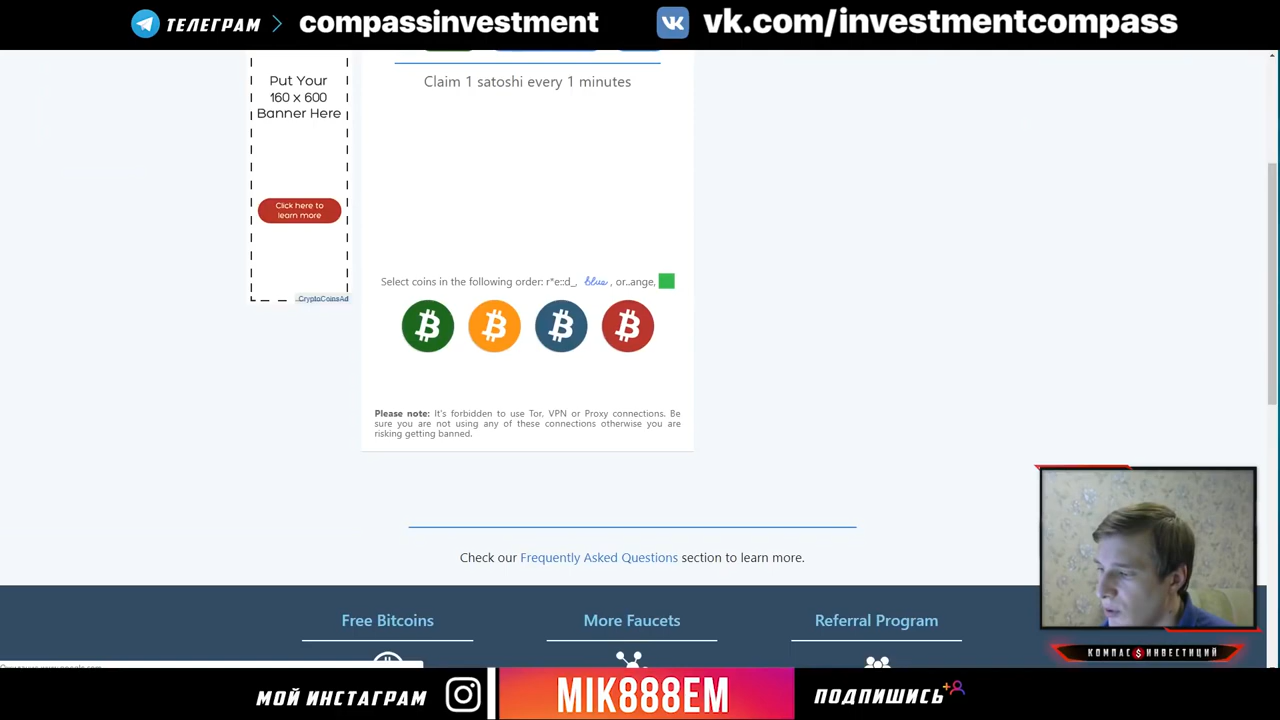 ТЕЛЕГРАМ > compassinvestment vk.com/investmentcompass
Claim 1 satoshi every 1 minutes
Put Your
160 x 600
Banner Here
Click here to
learn more
CryptoCoinsAd
Select coins in the following order: r*e::d_, blue , or..ange,
Please note: It's forbidden to use Tor, VPN or Proxy connections. Be
sure you are not using any of these connections otherwise you are
risking getting banned.
Check our Frequently Asked Questions section to learn more.
Free Bitcoins More Faucets Referral Program
КОМПАС$ИНВЕСТИЦИЙ
МОЙ ИНСТАГРАМ MIK888EM ПОДПИШИСЬ